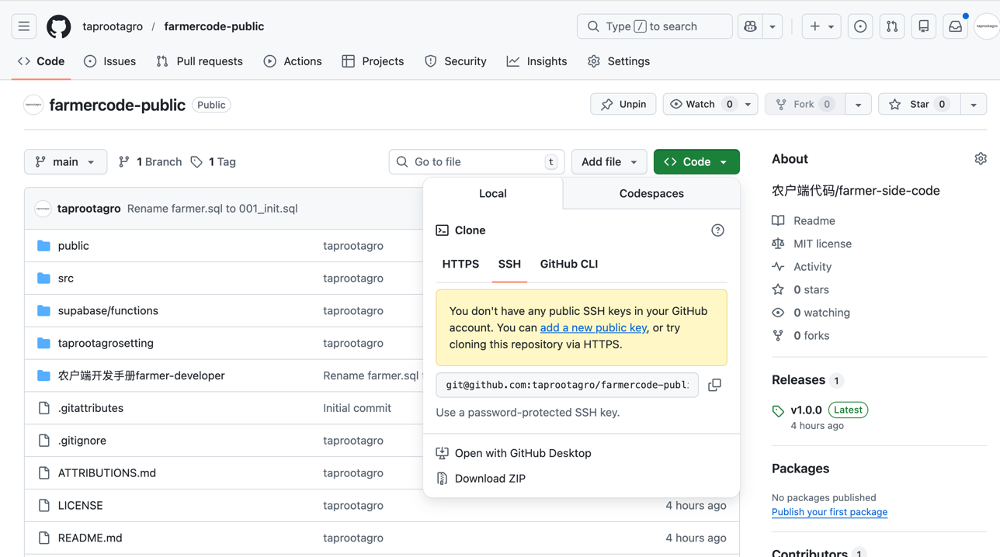 taprootagro / farmercode-public
Type / to search
Code
Issues
Pull requests
Actions
Projects
Security
Insights
Settings
farmercode-public
Public
Unpin
Watch 0
Fork 0
Star 0
main
1 Branch
1 Tag
Go to file
t
Add file
Code
taprootagro Rename farmer.sql to 001_init.sql
public taprootagro
src taprootagro
supabase/functions taprootagro
taprootagrosetting taprootagro
农户端开发手册farmer-developer Rename farmer.sql
.gitattributes Initial commit
.gitignore taprootagro
ATTRIBUTIONS.md taprootagro
LICENSE taprootagro 4 hours ago
README.md taprootagro 4 hours ago
Local
Codespaces
Clone
HTTPS
SSH
GitHub CLI
You don't have any public SSH keys in your GitHub
account. You can add a new public key, or try
cloning this repository via HTTPS.
git@github.com:taprootagro/farmercode-publ
Use a password-protected SSH key.
Open with GitHub Desktop
Download ZIP
About
农户端代码/farmer-side-code
Readme
MIT license
Activity
0 stars
0 watching
0 forks
Releases 1
v1.0.0 Latest
4 hours ago
Packages
No packages published
Publish your first package
Contributors 1